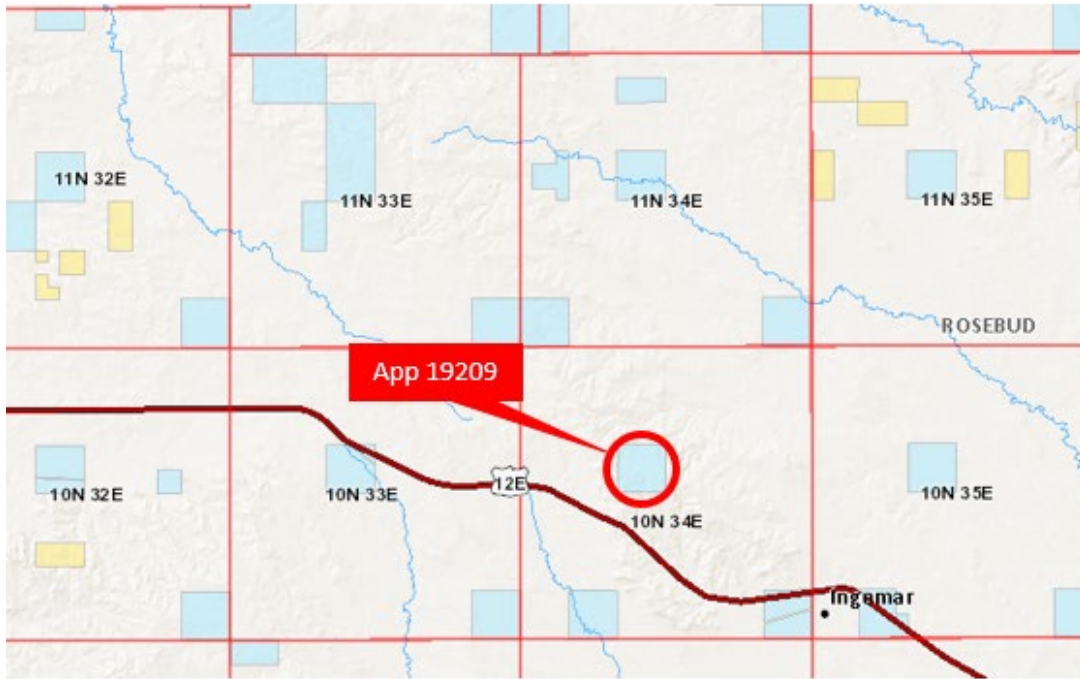 11N 32E
11N 33E
11N 34E
11N 35E
ROSEBUD
App 19209
12E
10N 32E
10N 33E
10N 34E
10N 35E
Ingomar